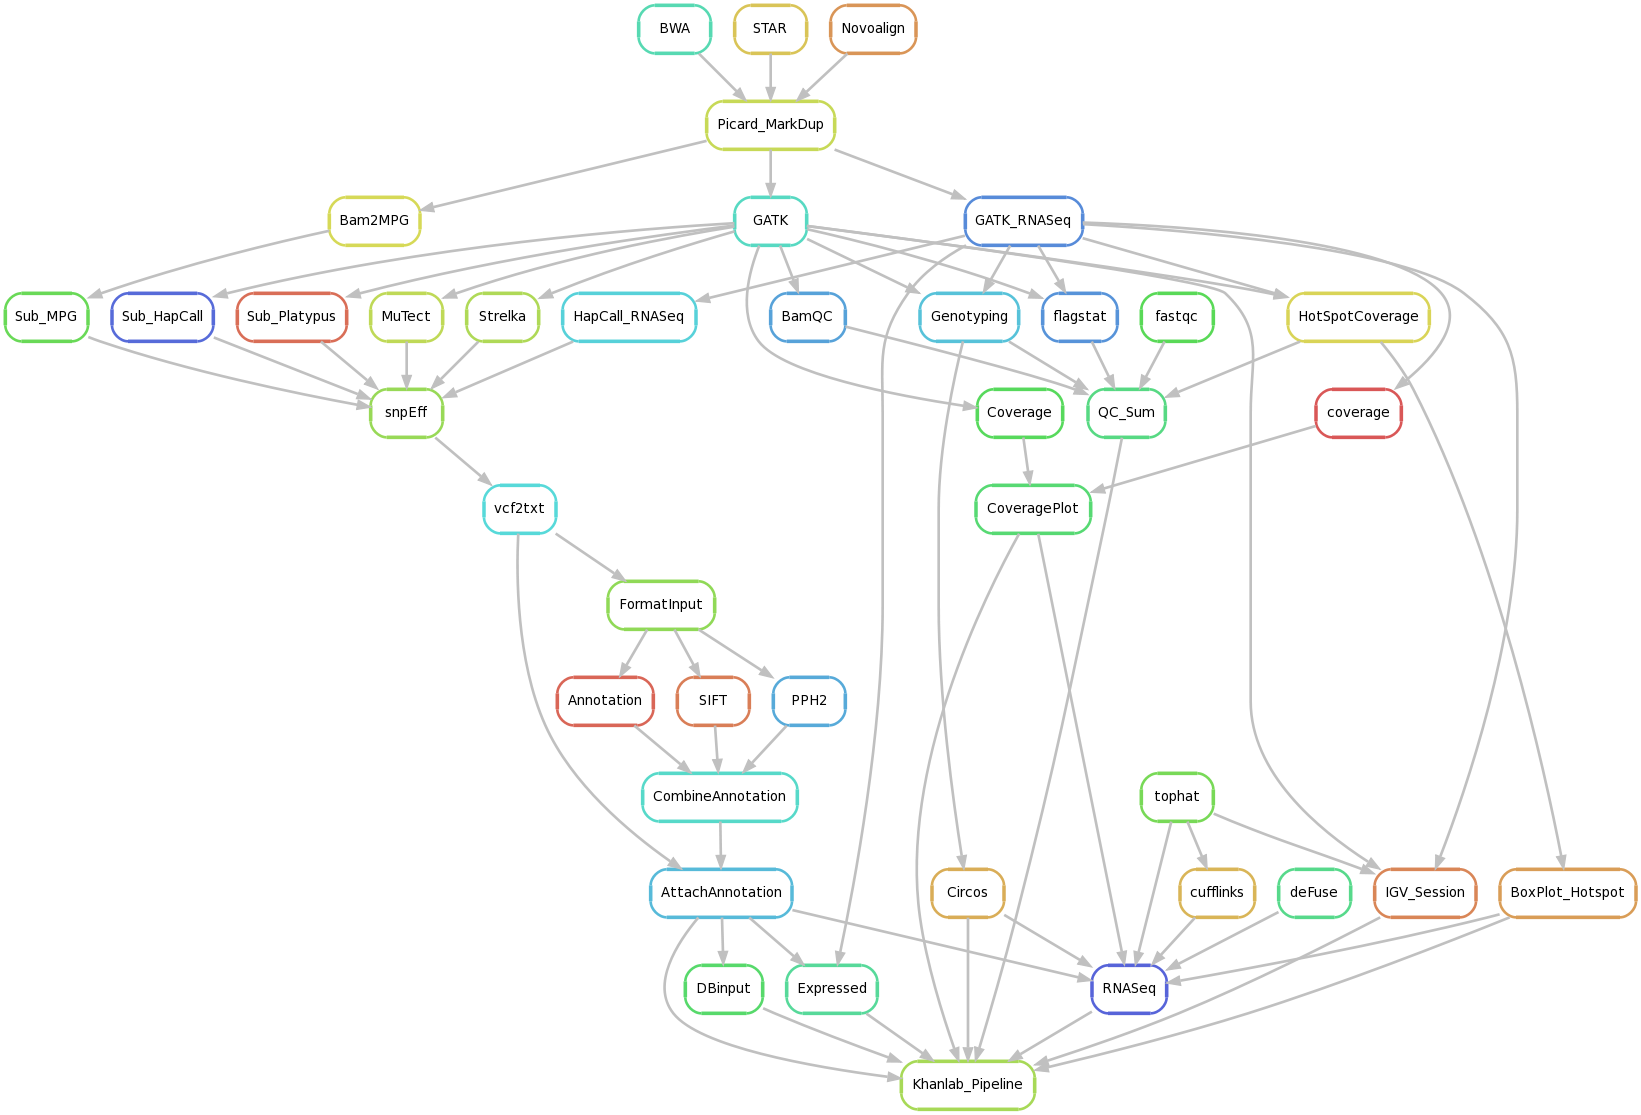 BWA
STAR
Novoalign
Picard_MarkDup
Bam2MPG
GATK
GATK_RNASeq
Sub_MPG
Sub_HapCall
Sub_Platypus
MuTect
Strelka
HapCall_RNASeq
BamQC
Genotyping
flagstat
fastqc
HotSpotCoverage
snpEff
Coverage
QC_Sum
coverage
vcf2txt
CoveragePlot
FormatInput
Annotation
SIFT
PPH2
CombineAnnotation
tophat
AttachAnnotation
Circos
cufflinks
deFuse
IGV_Session
BoxPlot_Hotspot
DBinput
Expressed
RNASeq
Khanlab_Pipeline